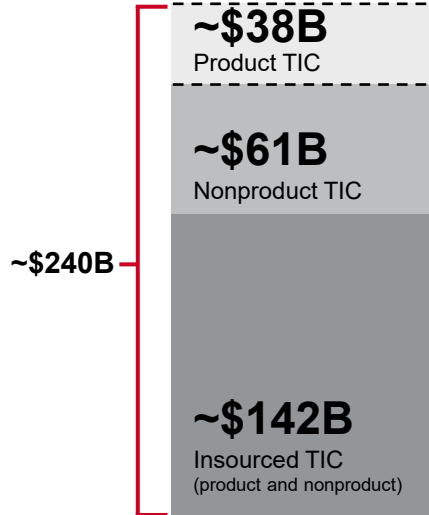 ~$38B
Product TIC
~$61B
Nonproduct TIC
~$240B
~$142B
Insourced TIC
(product and nonproduct)